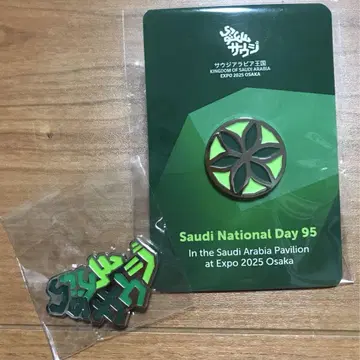 サウジ
サウジアラビア王国
KINGDOM OF SAUDI ARABIA
EXPO 2025 OSAKA
Saudi National Day 95
In the Saudi Arabia Pavilion
at Expo 2025 Osaka